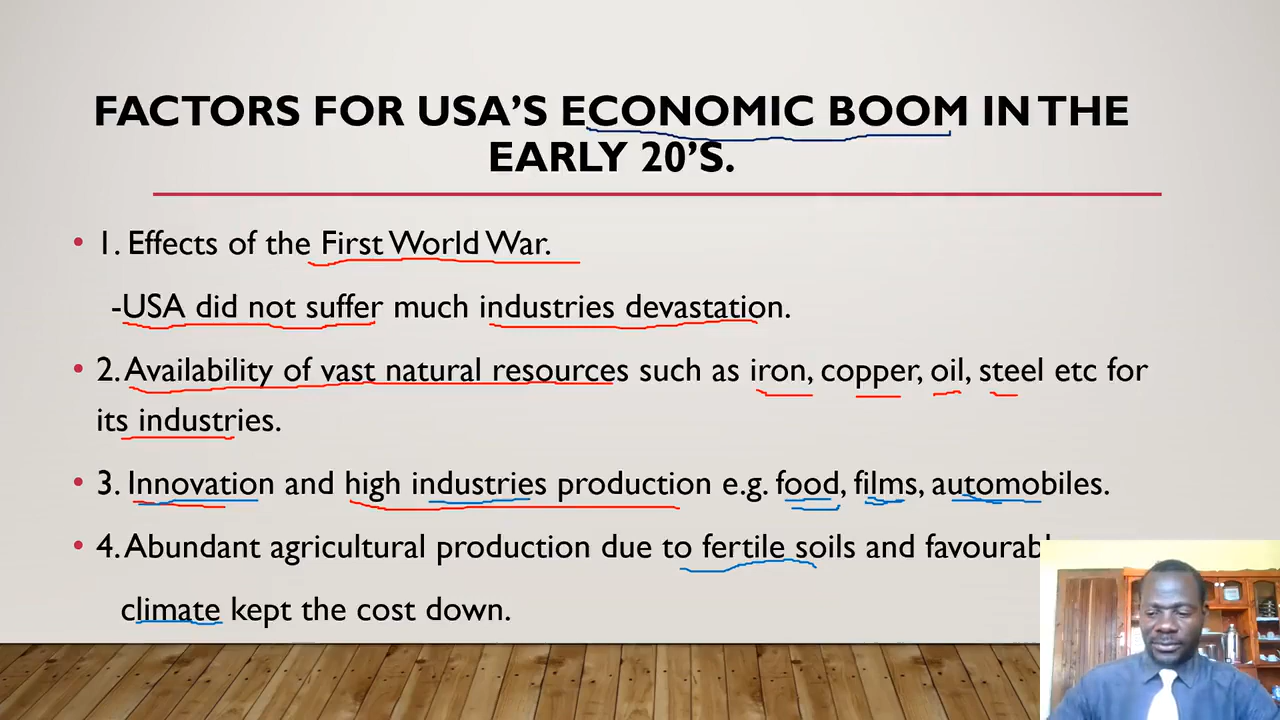 FACTORS FOR USA'S ECONOMIC BOOM IN THE
EARLY 20'S.
• 1. Effects of the First World War.
-USA did not suffer much industries devastation.
• 2. Availability of vast natural resources such as iron, copper, oil, steel etc for
its industries.
• 3. Innovation and high industries production e.g. food, films, automobiles.
• 4. Abundant agricultural production due to fertile soils and
climate kept the cost down.